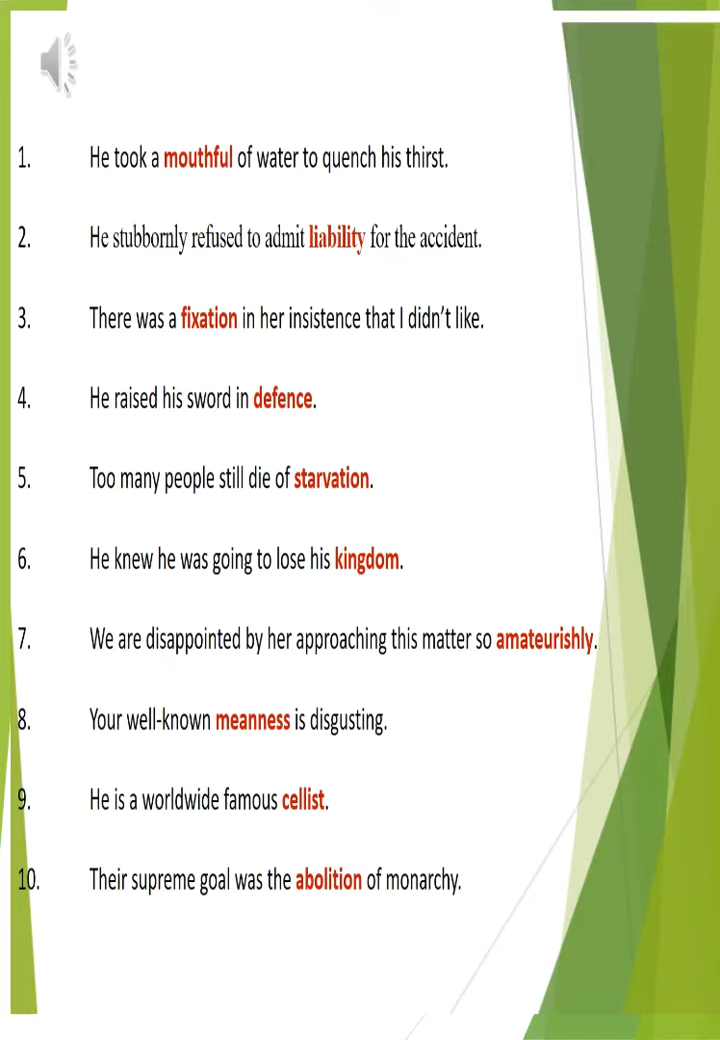 1. He took a mouthful of water to quench his thirst.
2. He stubbornly refused to admit liability for the accident.
3. There was a fixation in her insistence that I didn’t like.
4. He raised his sword in defence.
5. Too many people still die of starvation.
6. He knew he was going to lose his kingdom.
7. We are disappointed by her approaching this matter so amateurishly.
8. Your well-known meanness is disgusting.
9. He is a worldwide famous cellist.
10. Their supreme goal was the abolition of monarchy.